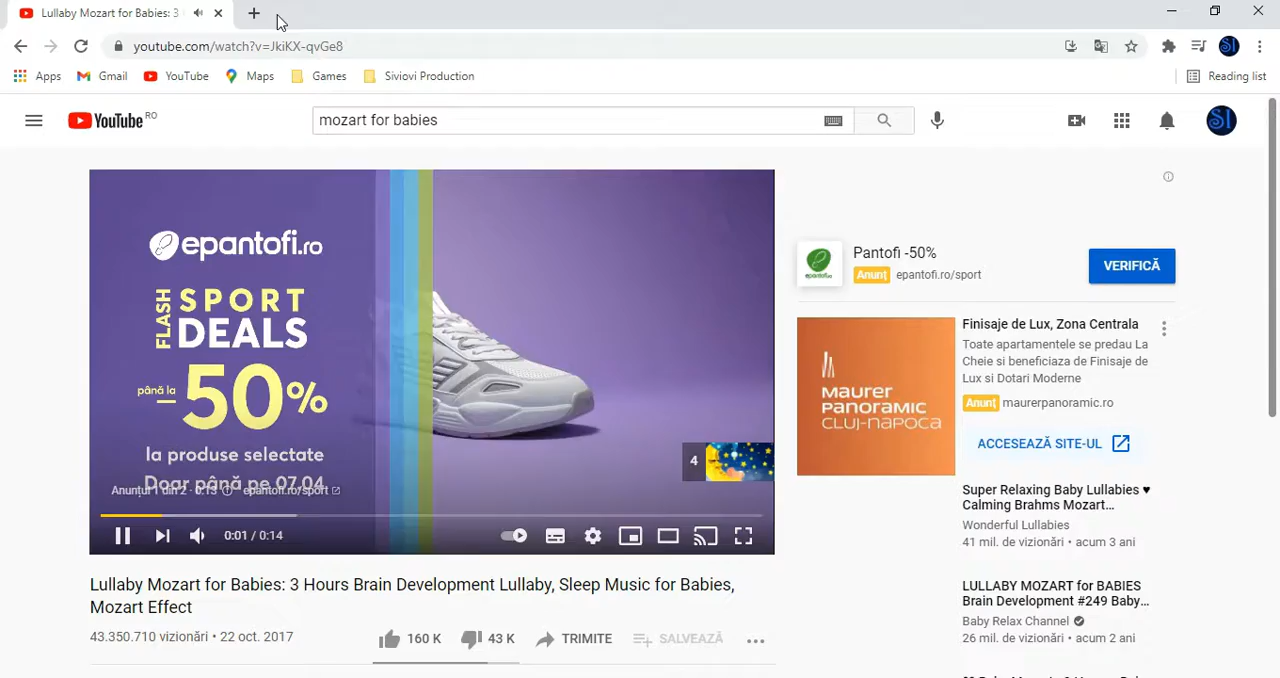 Lullaby Mozart for Babies: 3
youtube.com/watch?v=JkiKX-qvGe8
Apps
Gmail
YouTube
Maps
Games
Siviovi Production
Reading list
YouTube RO
mozart for babies
SI
epantofi.ro
FLASH
SPORT
DEALS
până la
-50%
la produse selectate
Doar până pe 07.04
Anunțul 1 din 2 · 0:13
epantofi.ro/sport
4
0:01 / 0:14
Pantofi -50%
Anunț epantofi.ro/sport
VERIFICĂ
MAURER
PANORAMIC
CLUJ-NAPOCA
Finisaje de Lux, Zona Centrala
Toate apartamentele se predau La
Cheie si beneficiaza de Finisaje de
Lux si Dotari Moderne
Anunț maurerpanoramic.ro
ACCESEAZĂ SITE-UL
Super Relaxing Baby Lullabies ♥
Calming Brahms Mozart...
Wonderful Lullabies
41 mil. de vizionări • acum 3 ani
LULLABY MOZART for BABIES
Brain Development #249 Baby...
Baby Relax Channel
26 mil. de vizionări • acum 2 ani
Lullaby Mozart for Babies: 3 Hours Brain Development Lullaby, Sleep Music for Babies,
Mozart Effect
43.350.710 vizionări • 22 oct. 2017
160 K
43 K
TRIMITE
SALVEAZĂ